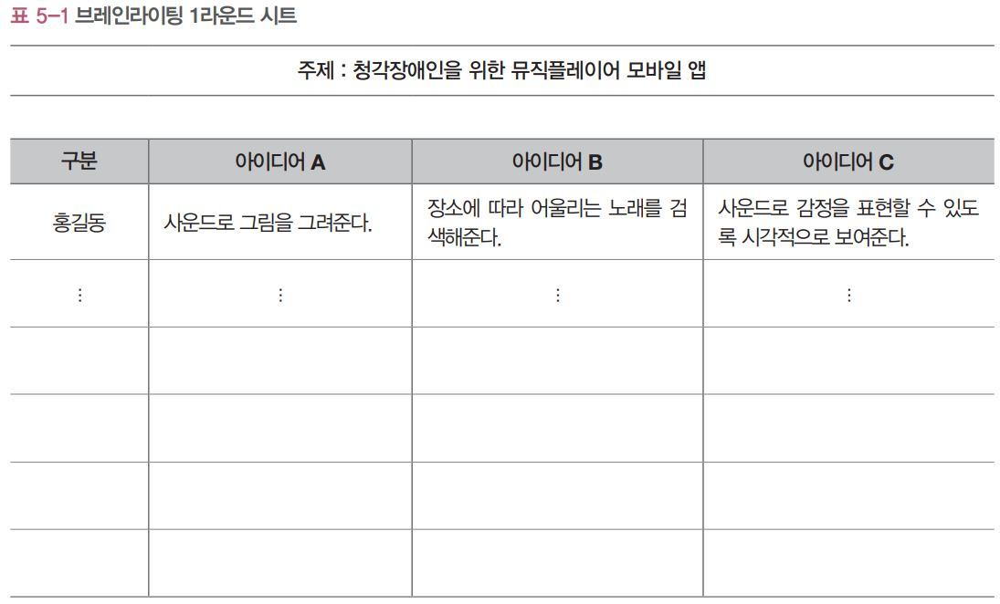 표 5-1 브레인라이팅 1라운드 시트
주제 : 청각장애인을 위한 뮤직플레이어 모바일 앱
구분
아이디어 A
아이디어 B
아이디어 C
홍길동
사운드로 그림을 그려준다.
장소에 따라 어울리는 노래를 검
색해준다.
사운드로 감정을 표현할 수 있도
록 시각적으로 보여준다.
⋮
⋮
⋮
⋮